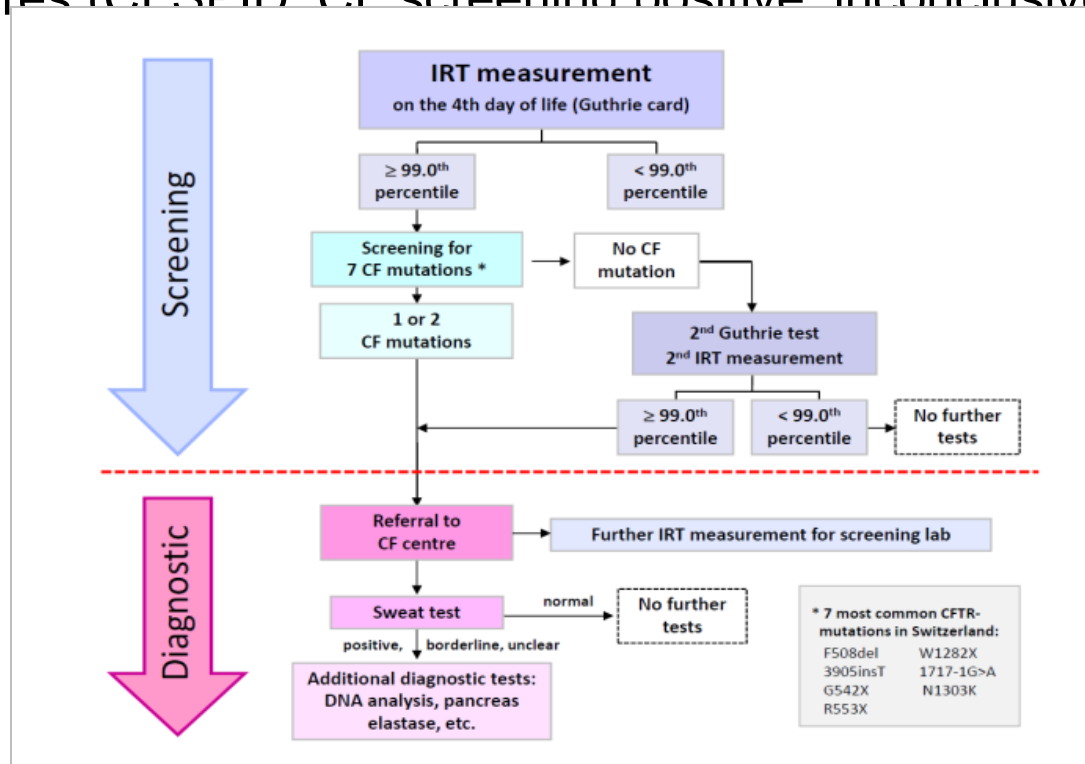 IRT measurement
on the 4th day of life (Guthrie card)
≥ 99.0th
percentile
< 99.0th
percentile
Screening
Screening for
7 CF mutations *
No CF
mutation
1 or 2
CF mutations
2nd Guthrie test
2nd IRT measurement
≥ 99.0th
percentile
< 99.0th
percentile
No further
tests
Diagnostic
Referral to
CF centre
Further IRT measurement for screening lab
Sweat test
normal
No further
tests
positive, borderline, unclear
Additional diagnostic tests:
DNA analysis, pancreas
elastase, etc.
* 7 most common CFTR-
mutations in Switzerland:
F508del W1282X
3905insT 1717-1G>A
G542X N1303K
R553X